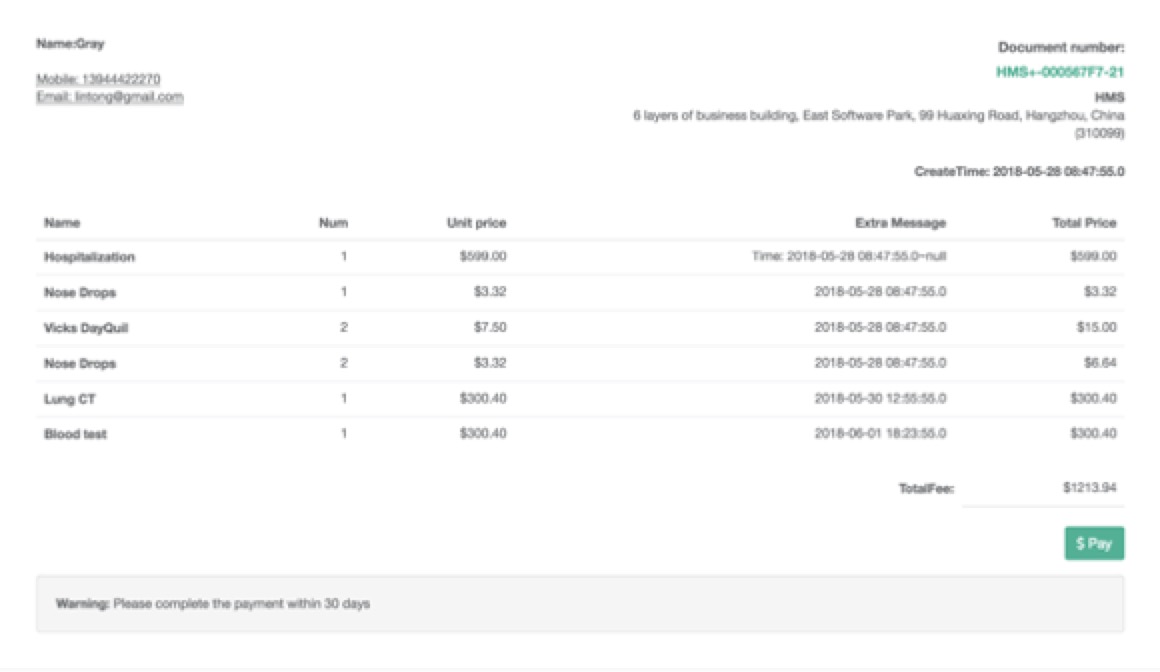 Name:Gray
Mobile: 13944422270
Email: lintong@gmail.com
Document number:
HMS+-000567F7-21
HMS
6 layers of business building, East Software Park, 99 Huaxing Road, Hangzhou, China
(310099)
CreateTime: 2018-05-28 08:47:55.0
Name Num Unit price Extra Message Total Price
Hospitalization 1 $599.00 Time: 2018-05-28 08:47:55.0~null $599.00
Nose Drops 1 $3.32 2018-05-28 08:47:55.0 $3.32
Vicks DayQuil 2 $7.50 2018-05-28 08:47:55.0 $15.00
Nose Drops 2 $3.32 2018-05-28 08:47:55.0 $6.64
Lung CT 1 $300.40 2018-05-30 12:55:55.0 $300.40
Blood test 1 $300.40 2018-06-01 18:23:55.0 $300.40
TotalFee: $1213.94
$ Pay
Warning: Please complete the payment within 30 days